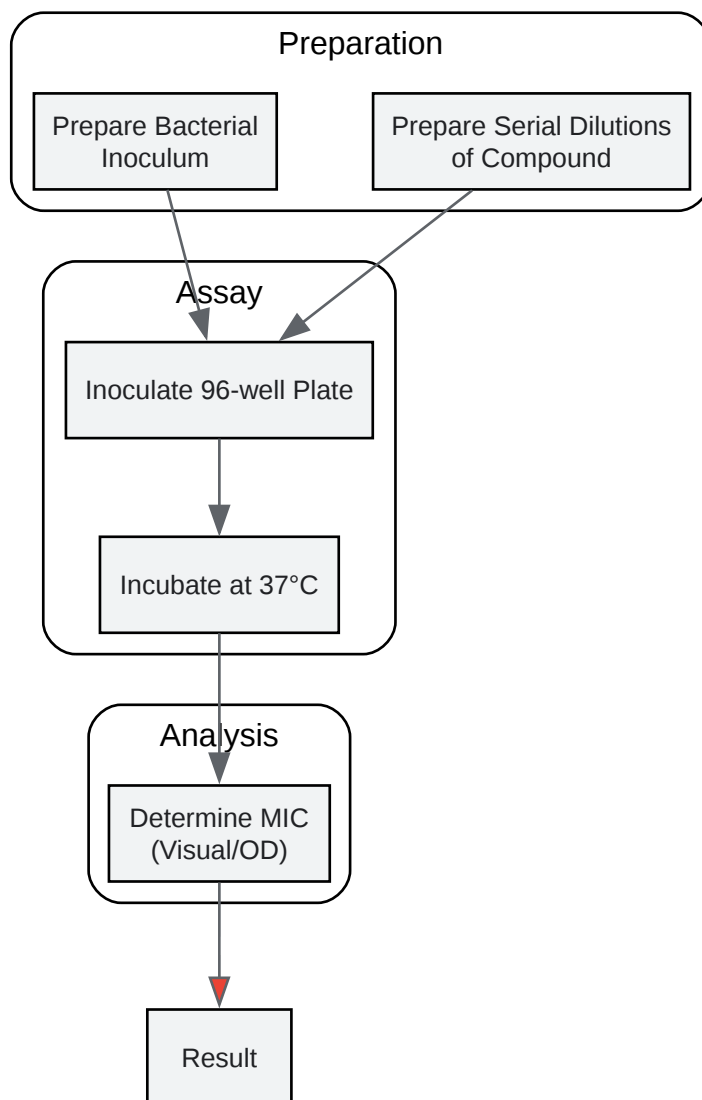 Preparation
Prepare Bacterial
Inoculum
Prepare Serial Dilutions
of Compound
Assay
Inoculate 96-well Plate
Incubate at 37°C
Analysis
Determine MIC
(Visual/OD)
Result